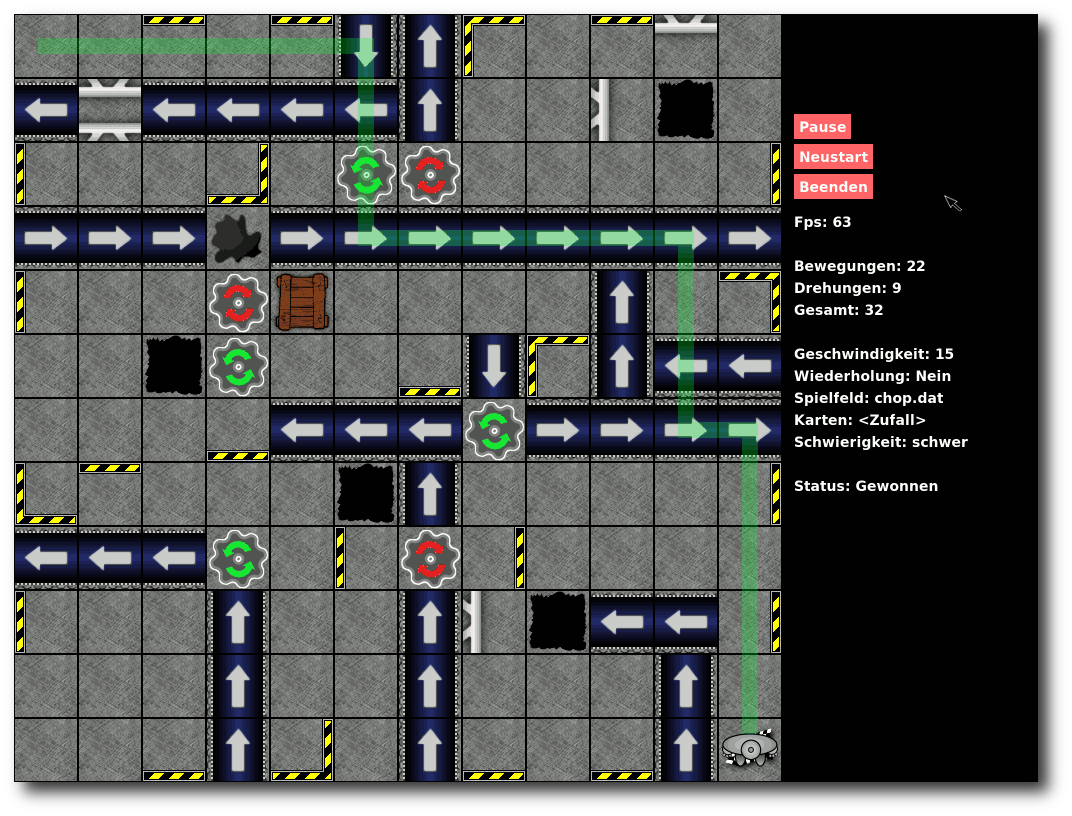 Pause
Neustart
Beenden
Fps: 63
Bewegungen: 22
Drehungen: 9
Gesamt: 32
Geschwindigkeit: 15
Wiederholung: Nein
Spielfeld: chop.dat
Karten: <Zufall>
Schwierigkeit: schwer
Status: Gewonnen